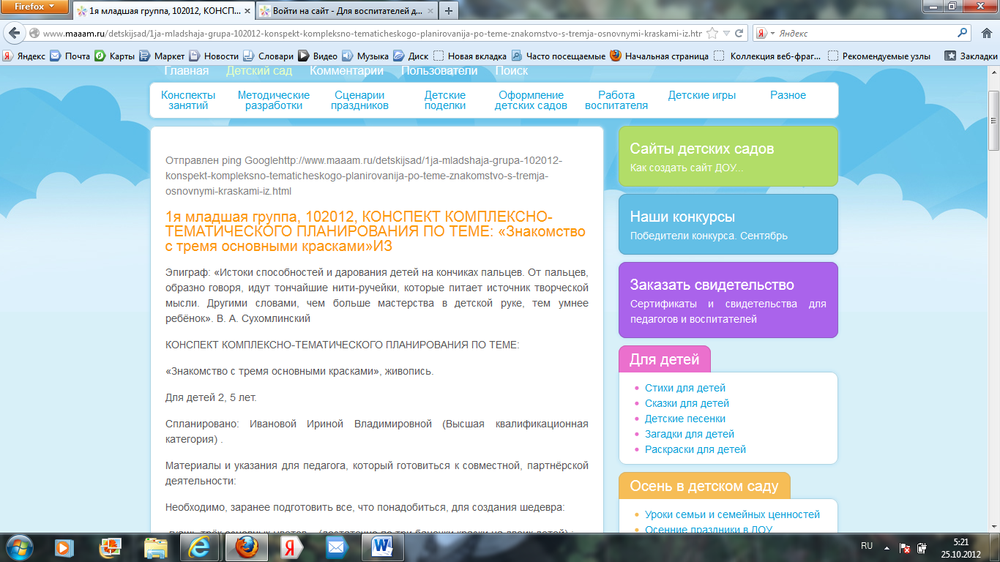 Firefox
1я младшая группа, 102012, КОНСП...
Войти на сайт - Для воспитателей д...
www.maaam.ru/detskijsad/1ja-mladshaja-grupa-102012-konspekt-kompleksno-tematicheskogo-planirovanija-po-teme-znakomstvo-s-tremja-osnovnymi-kraskami-iz.htr
Яндекс
Яндекс Почта Карты Маркет Новости Словари Видео Музыка Диск Новая вкладка Часто посещаемые Начальная страница Коллекция веб-фраг... Рекомендуемые узлы Закладки
Главная Детский сад Комментарии Пользователи Поиск
Конспекты занятий
Методические разработки
Сценарии праздников
Детские поделки
Оформление детских садов
Работа воспитателя
Детские игры
Разное
Отправлен ping Googlehttp://www.maaam.ru/detskijsad/1ja-mladshaja-grupa-102012-
konspekt-kompleksno-tematicheskogo-planirovanija-po-teme-znakomstvo-s-tremja-
osnovnymi-kraskami-iz.html
1я младшая группа, 102012, КОНСПЕКТ КОМПЛЕКСНО-
ТЕМАТИЧЕСКОГО ПЛАНИРОВАНИЯ ПО ТЕМЕ: «Знакомство
с тремя основными красками»ИЗ
Эпиграф: «Истоки способностей и дарования детей на кончиках пальцев. От пальцев,
образно говоря, идут тончайшие нити-ручейки, которые питает источник творческой
мысли. Другими словами, чем больше мастерства в детской руке, тем умнее
ребёнок». В. А. Сухомлинский
КОНСПЕКТ КОМПЛЕКСНО-ТЕМАТИЧЕСКОГО ПЛАНИРОВАНИЯ ПО ТЕМЕ:
«Знакомство с тремя основными красками», живопись.
Для детей 2, 5 лет.
Спланировано: Ивановой Ириной Владимировной (Высшая квалификационная
категория) .
Материалы и указания для педагога, который готовиться к совместной, партнёрской
деятельности:
Необходимо, заранее подготовить все, что понадобиться, для создания шедевра:
Сайты детских садов
Как создать сайт ДОУ...
Наши конкурсы
Победители конкурса. Сентябрь
Заказать свидетельство
Сертификаты и свидетельства для
педагогов и воспитателей
Для детей
Стихи для детей
Сказки для детей
Детские песенки
Загадки для детей
Раскраски для детей
Осень в детском саду
Уроки семьи и семейных ценностей
Осенние праздники в ДОУ
RU
5:21
25.10.2012